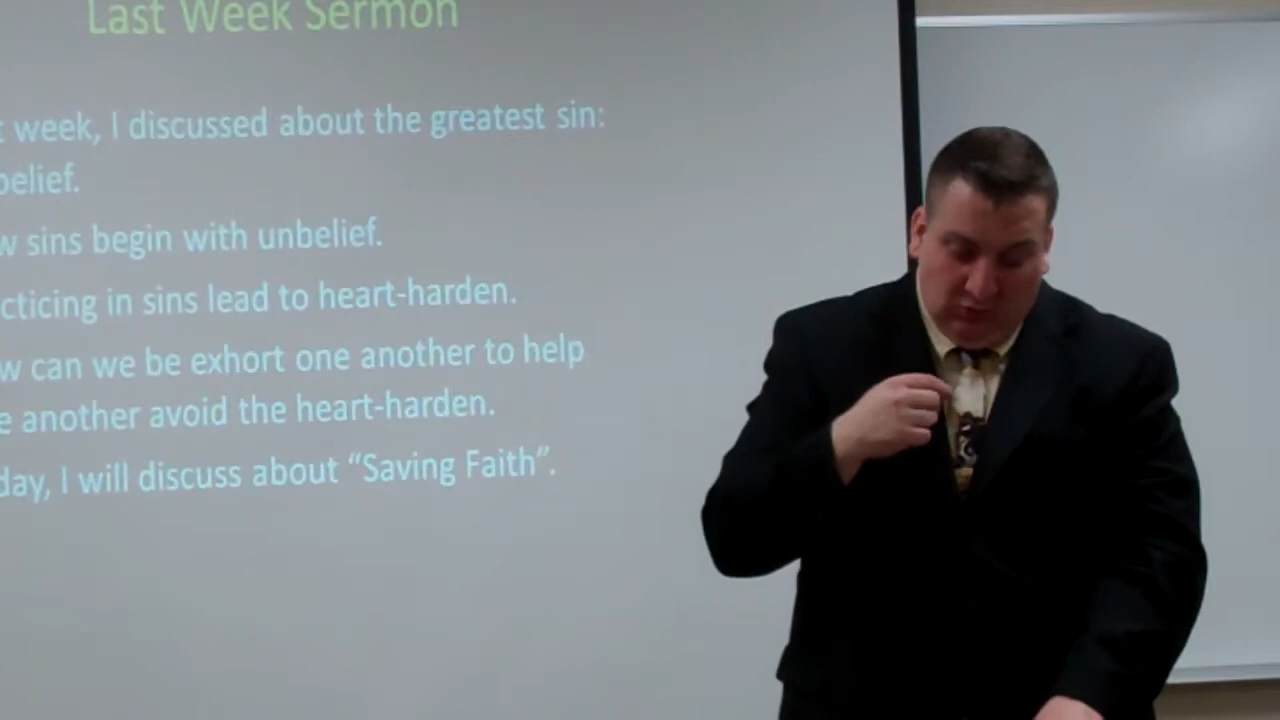 Last Week Sermon
week, I discussed about the greatest sin:
belief.
sins begin with unbelief.
cticing in sins lead to heart-harden.
w can we be exhort one another to help
e another avoid the heart-harden.
day, I will discuss about “Saving Faith”.